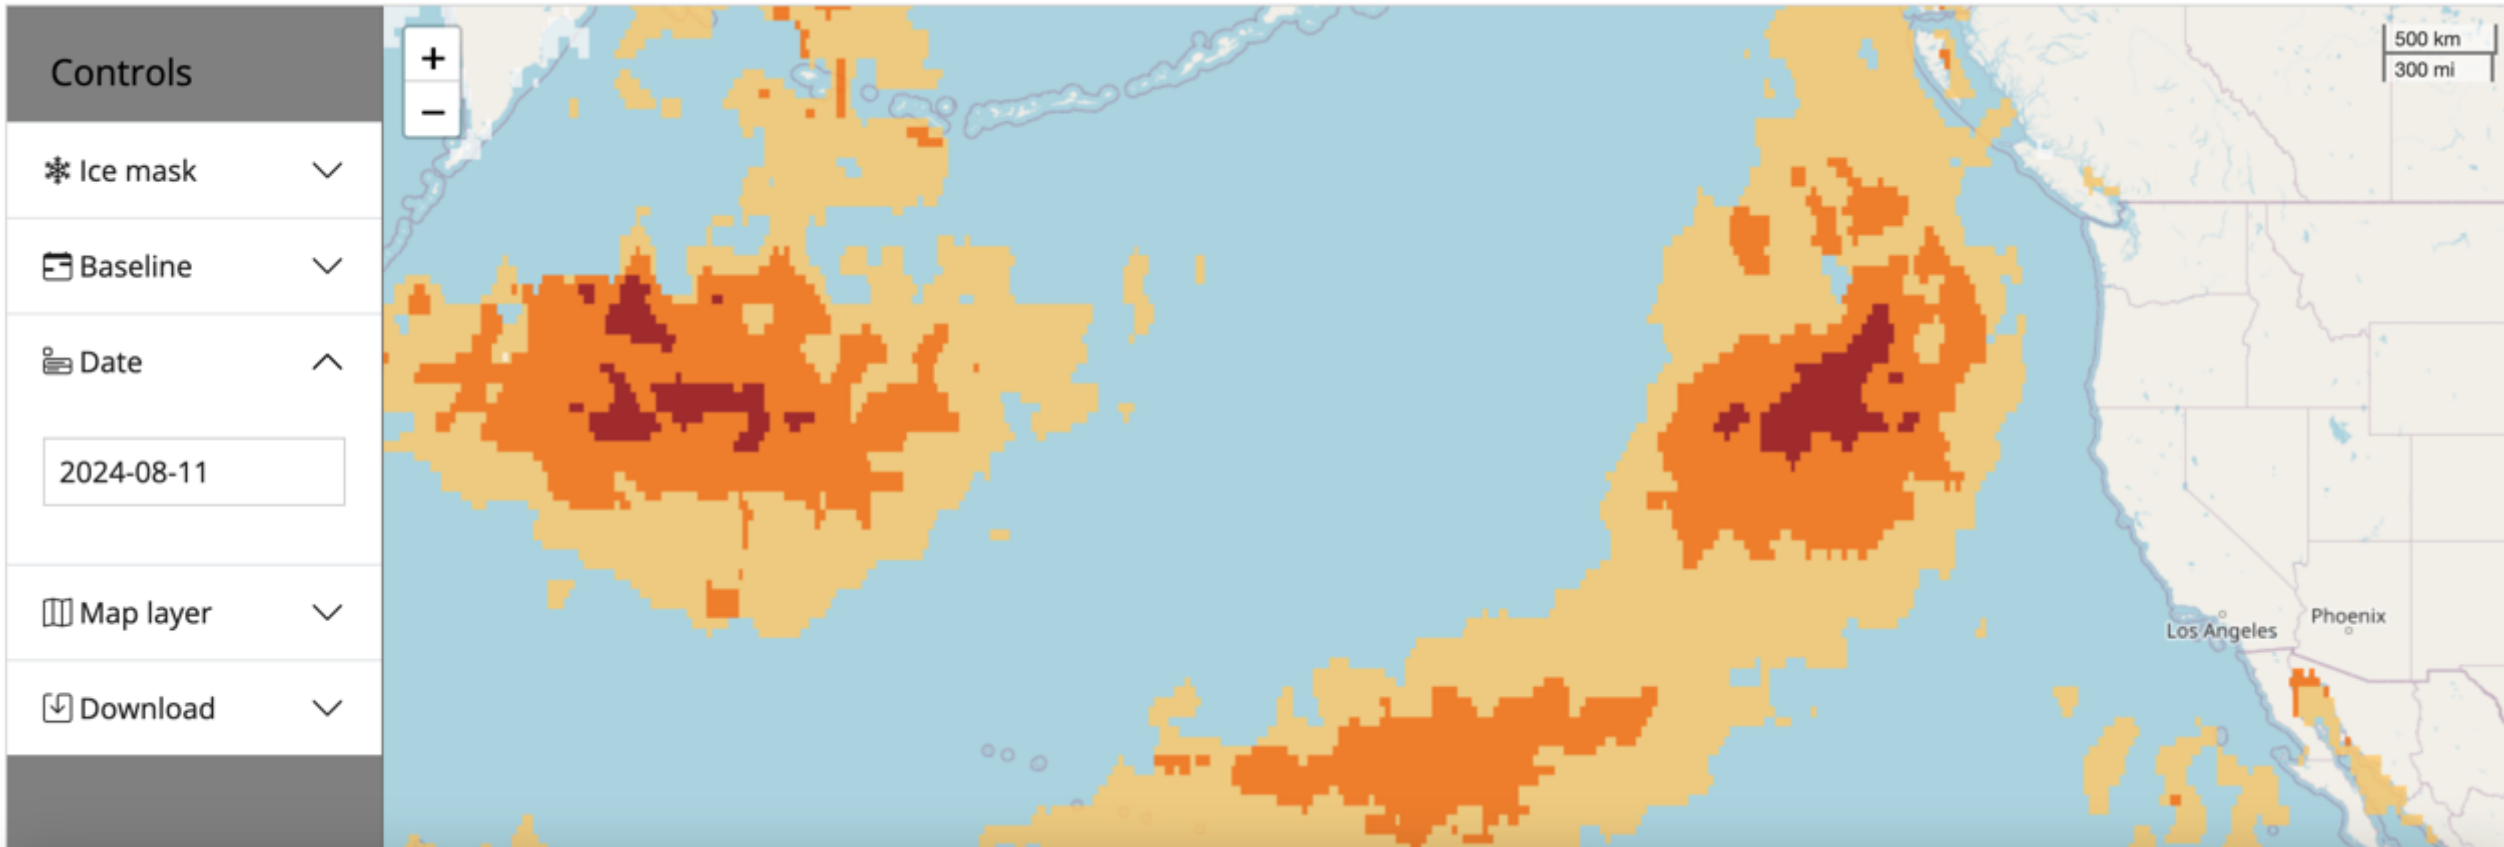 Controls
Ice mask
Baseline
Date
2024-08-11
Map layer
Download
+
−
500 km
300 mi
Los Angeles
Phoenix